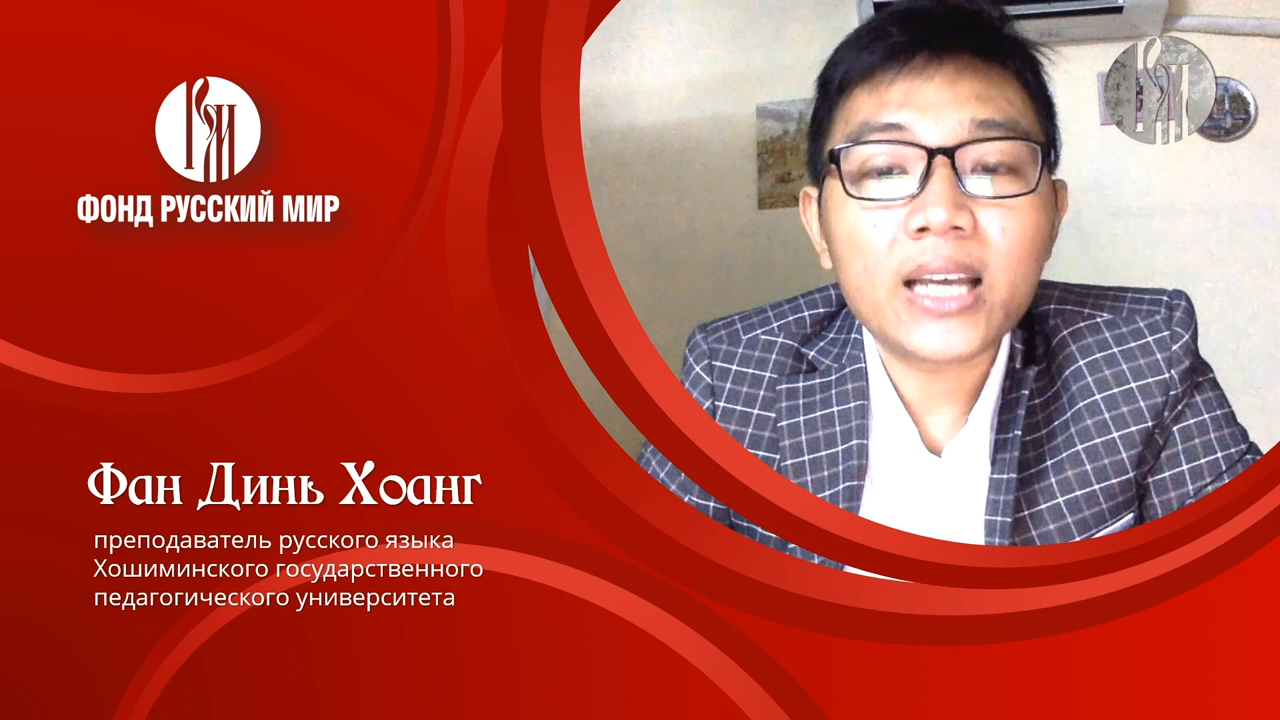 ФОНД РУССКИЙ МИР
Фан Динь Хоанг
преподаватель русского языка
Хошиминского государственного
педагогического университета